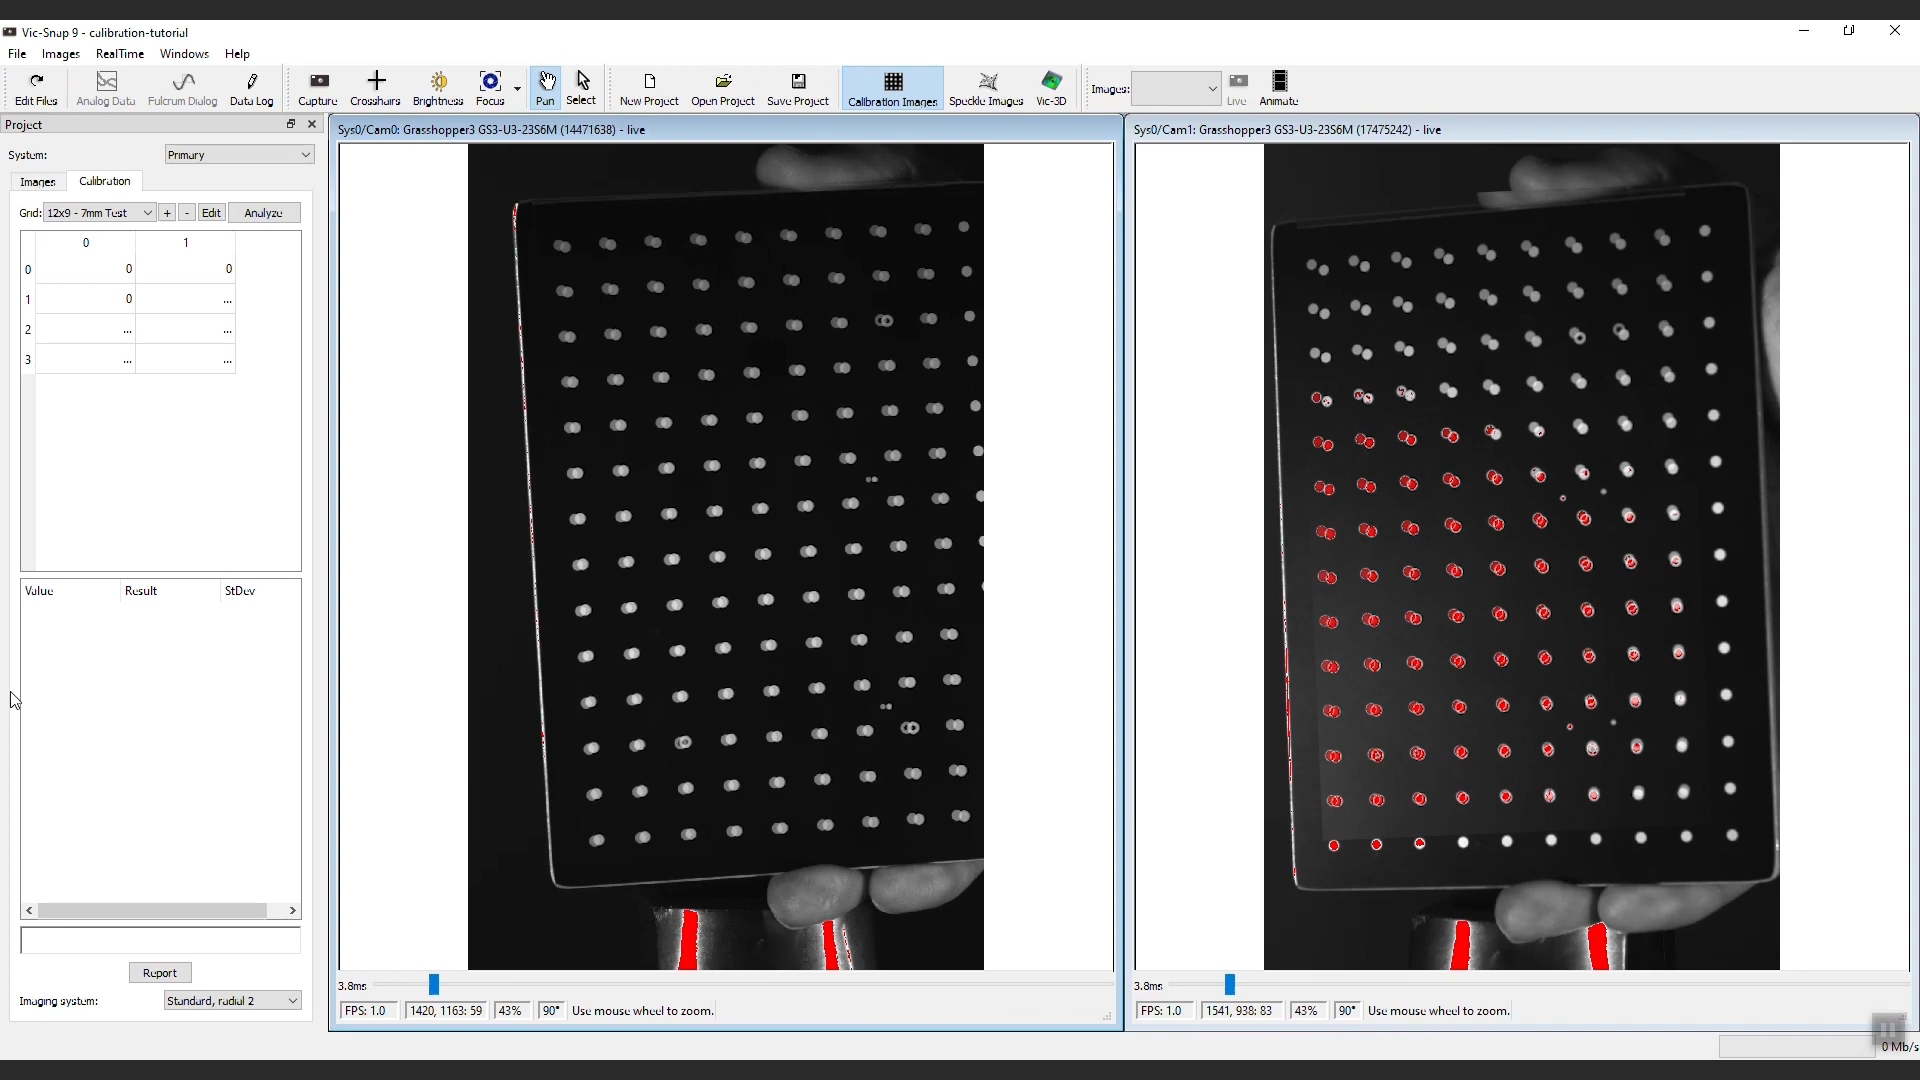 Vic-Snap 9 - calibration-tutorial
File Images RealTime Windows Help
Edit Files Analog Data Fulcrum Dialog Data Log Capture Crosshairs Brightness Focus Pan Select New Project Open Project Save Project Calibration Images Speckle Images Vic-3D Images: Live Animate
Project
System: Primary
Images Calibration
Grid: 12x9 - 7mm Test + - Edit Analyze
0 1
0 0 0
1 0 ...
2 ... ...
3 ... ...
Value Result StDev
Report
Imaging system: Standard, radial 2
Sys0/Cam0: Grasshopper3 GS3-U3-23S6M (14471638) - live
3.8ms
FPS: 1.0 1420, 1163: 59 43% 90° Use mouse wheel to zoom.
Sys0/Cam1: Grasshopper3 GS3-U3-23S6M (17475242) - live
3.8ms
FPS: 1.0 1541, 938: 83 43% 90° Use mouse wheel to zoom.
0 Mb/s